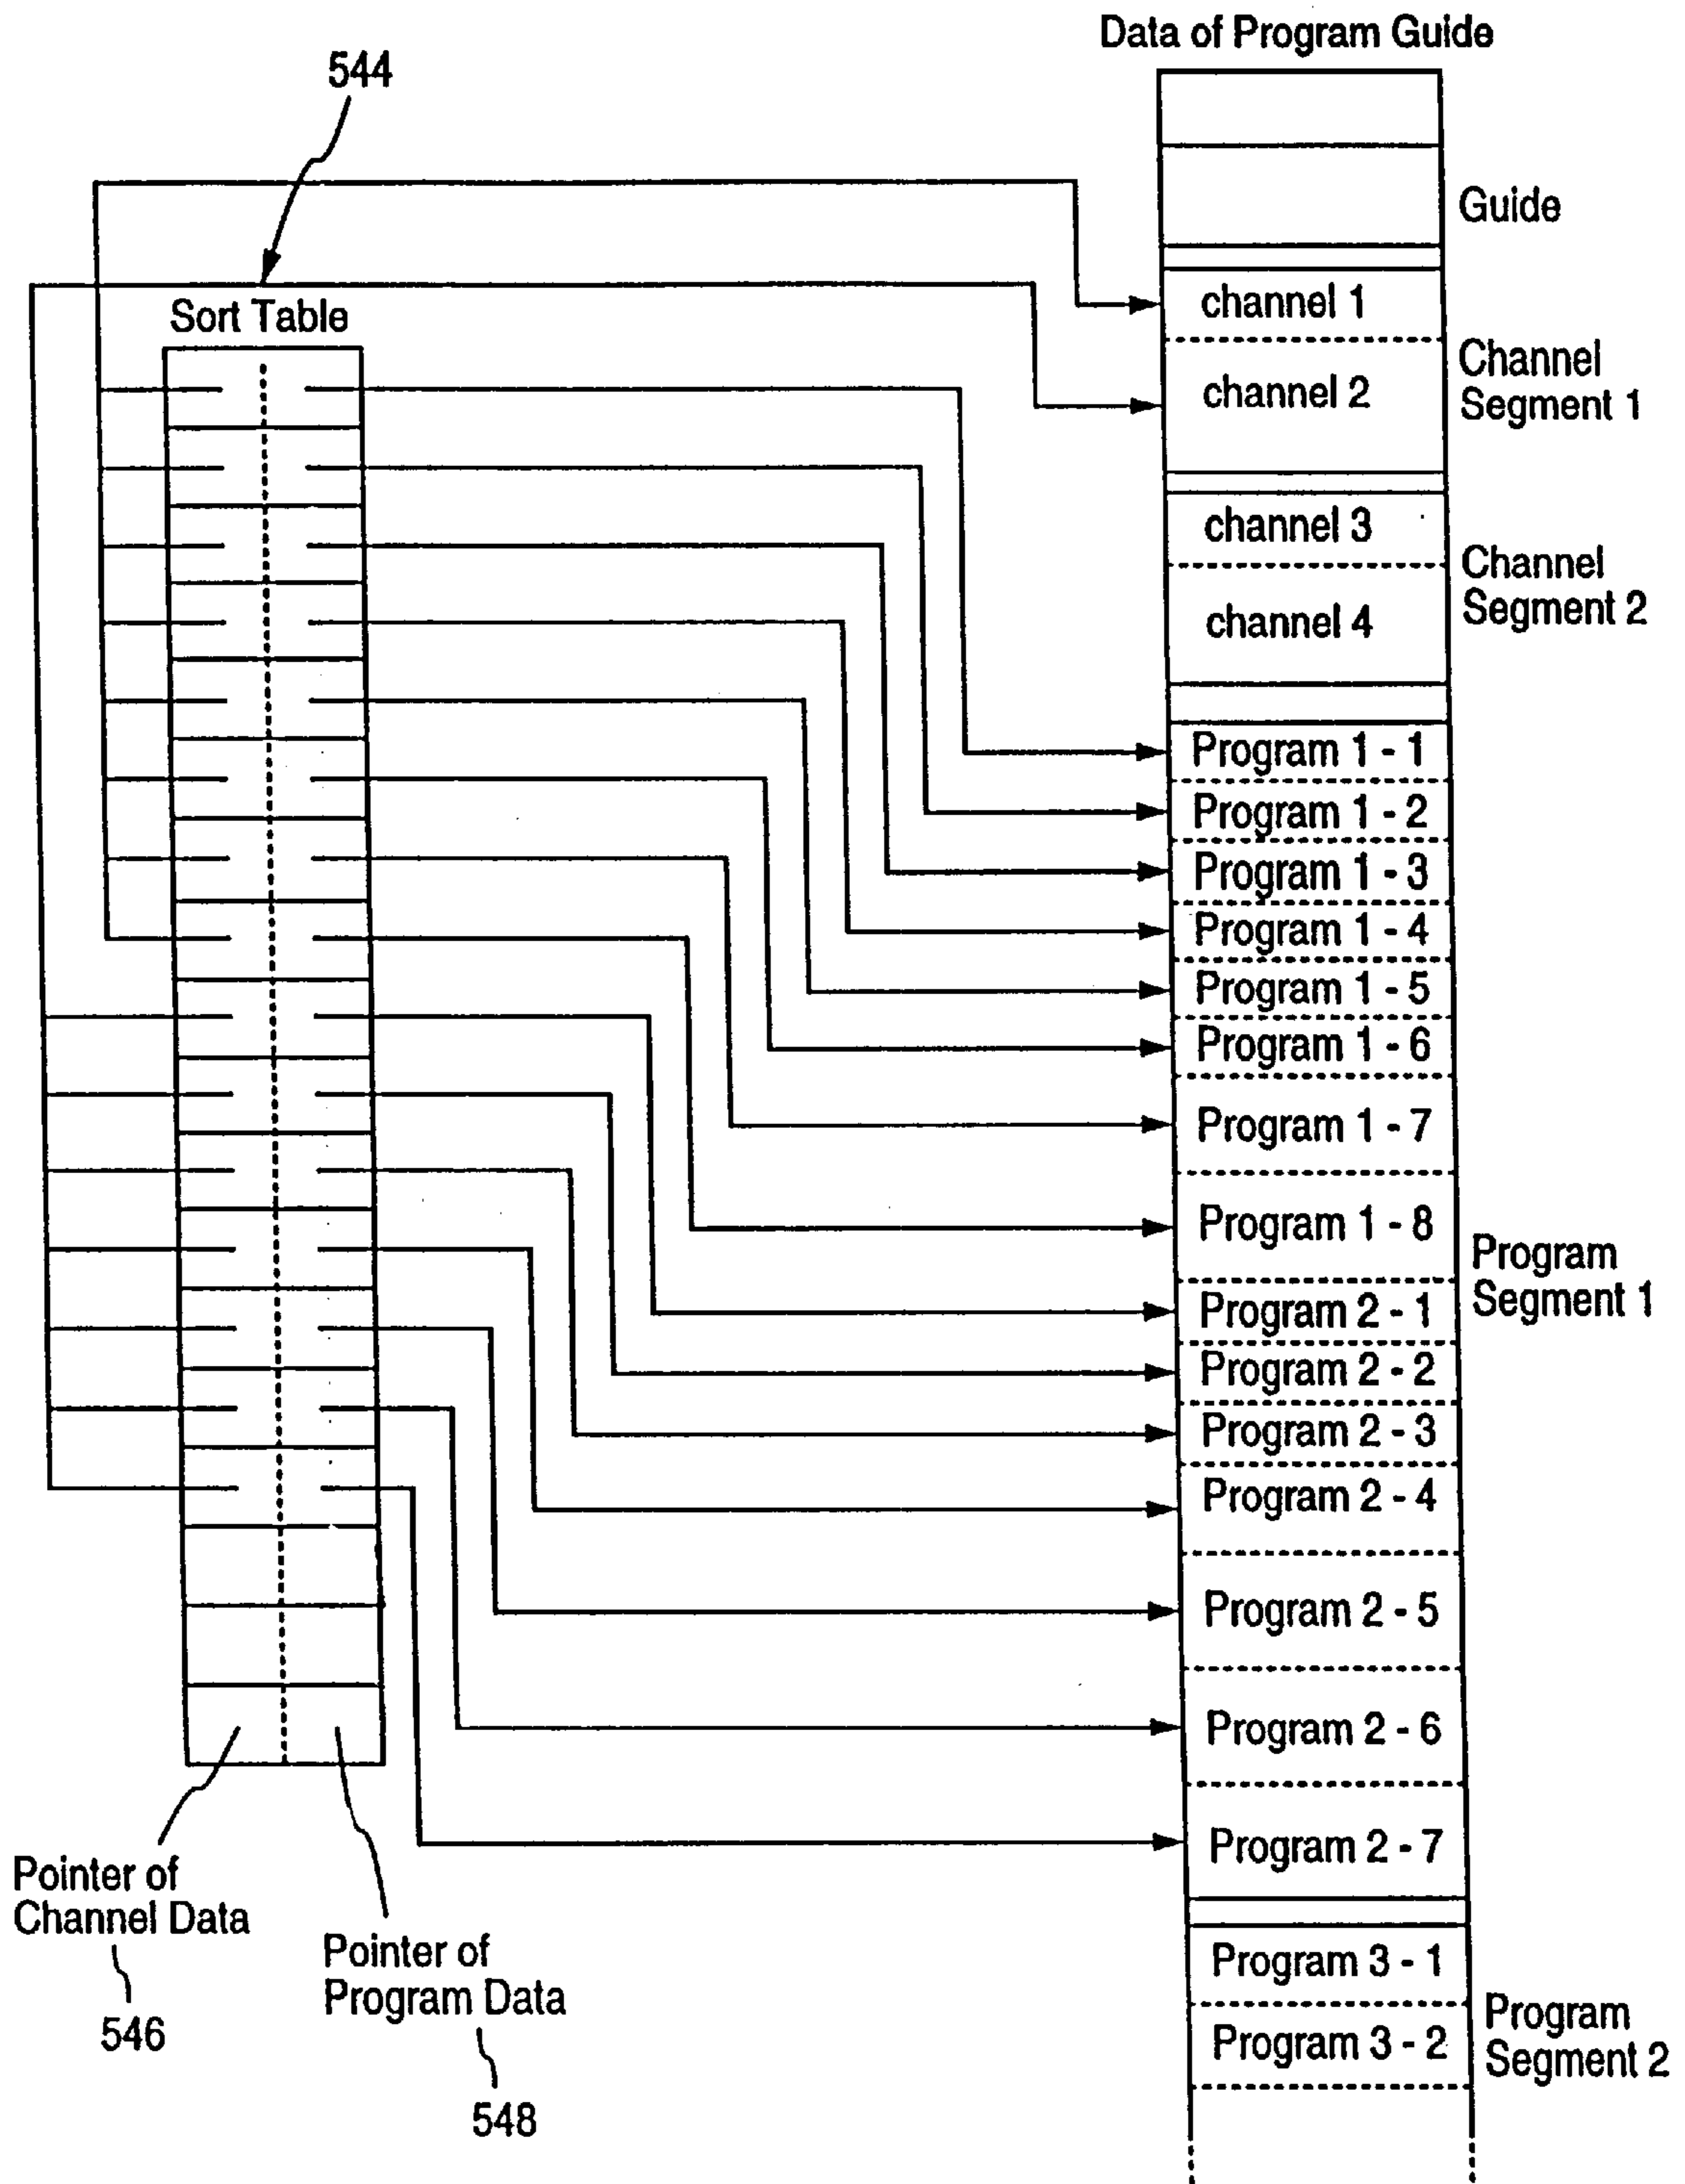 Data of Program Guide
544
Guide
Sort Table
channel 1
channel 2
Channel
Segment 1
channel 3
channel 4
Channel
Segment 2
Program 1 - 1
Program 1 - 2
Program 1 - 3
Program 1 - 4
Program 1 - 5
Program 1 - 6
Program 1 - 7
Program 1 - 8
Program 2 - 1
Program 2 - 2
Program 2 - 3
Program 2 - 4
Program 2 - 5
Program 2 - 6
Program 2 - 7
Program
Segment 1
Program 3 - 1
Program 3 - 2
Program
Segment 2
Pointer of
Channel Data
546
Pointer of
Program Data
548